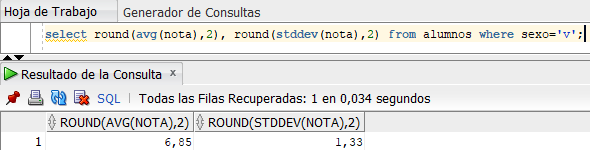 Hoja de Trabajo Generador de Consultas
select round(avg(nota),2), round(stddev(nota),2) from alumnos where sexo='v';
Resultado de la Consulta x
SQL | Todas las Filas Recuperadas: 1 en 0,034 segundos
ROUND(AVG(NOTA),2) ROUND(STDDEV(NOTA),2)
1 6,85 1,33